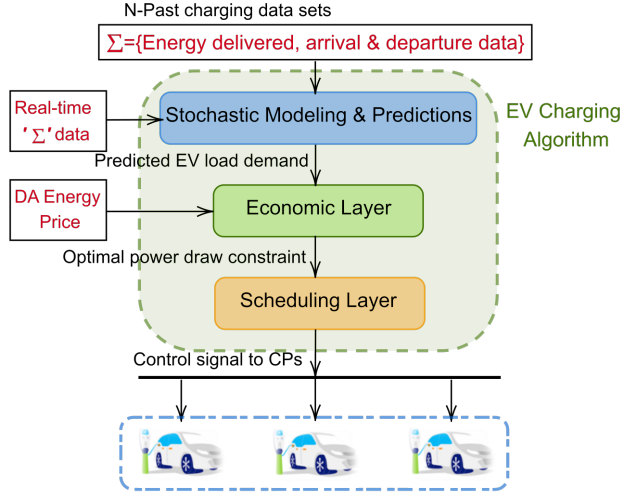 N-Past charging data sets
Σ={Energy delivered, arrival & departure data}
Real-time
′Σ′data
Stochastic Modeling & Predictions
EV Charging
Algorithm
Predicted EV load demand
DA Energy
Price
Economic Layer
Optimal power draw constraint
Scheduling Layer
Control signal to CPs